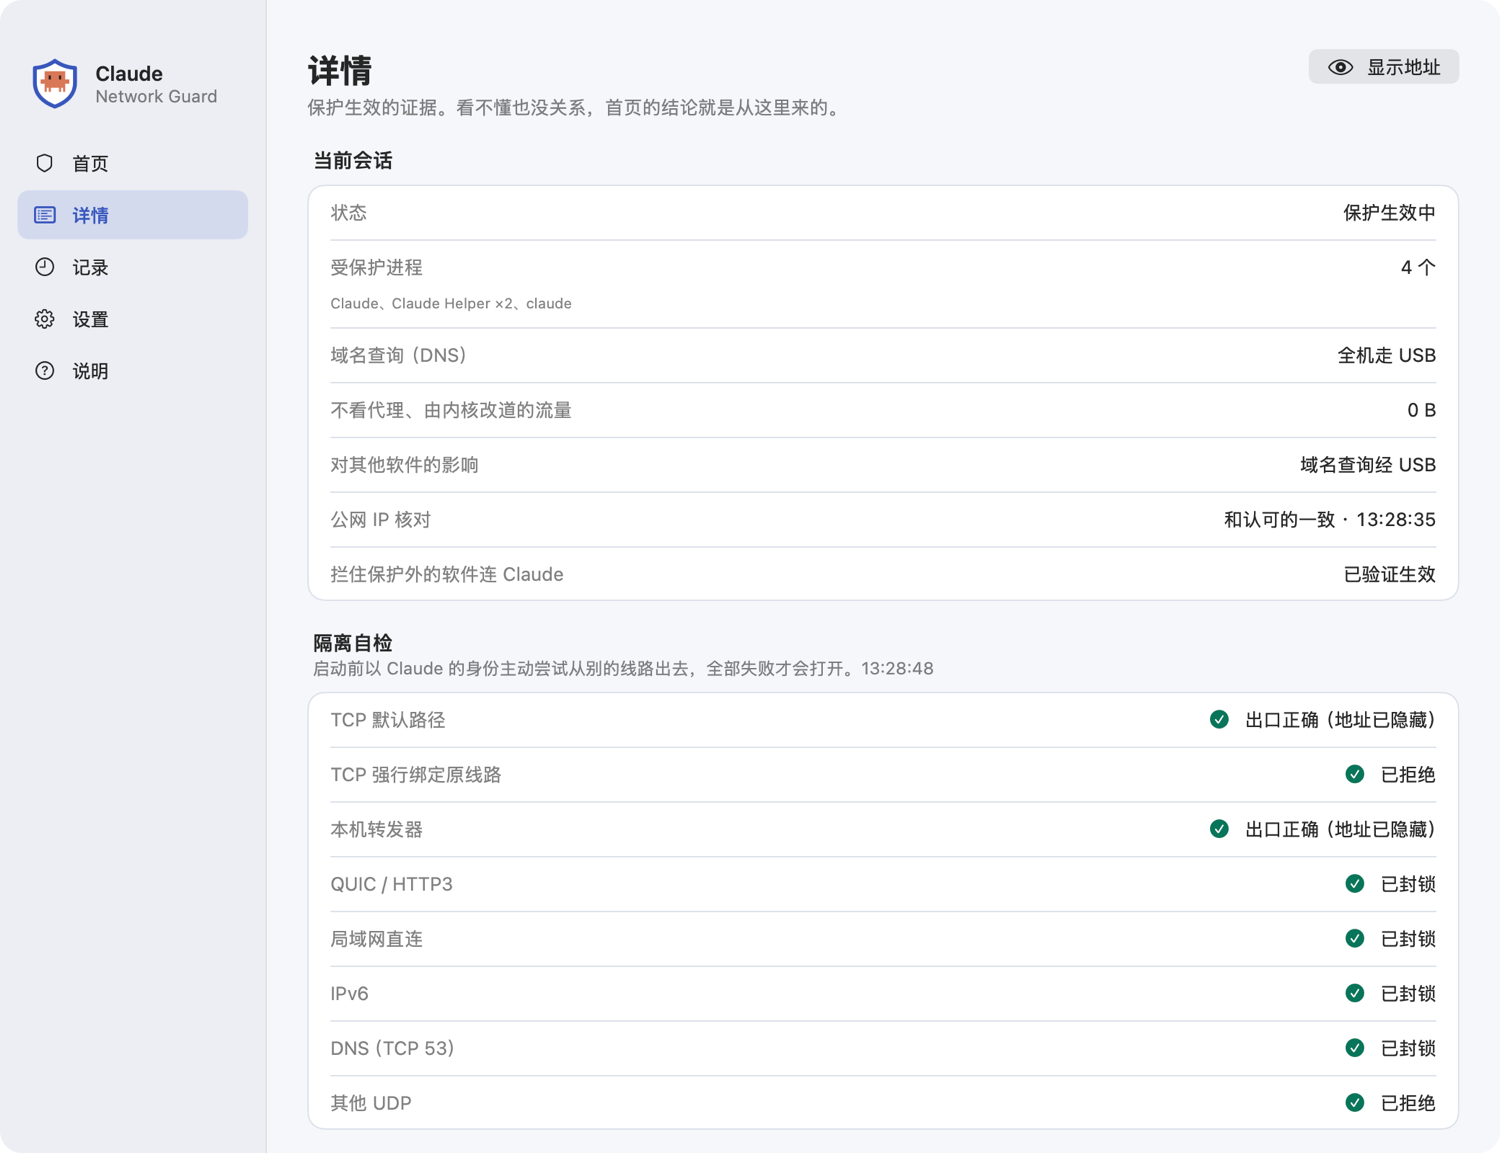 Claude
Network Guard
首页
详情
记录
设置
说明
详情
显示地址
保护生效的证据。看不懂也没关系，首页的结论就是从这里来的。
当前会话
状态
保护生效中
受保护进程
4 个
Claude、Claude Helper ×2、claude
域名查询（DNS）
全机走 USB
不看代理、由内核改道的流量
0 B
对其他软件的影响
域名查询经 USB
公网 IP 核对
和认可的一致 · 13:28:35
拦住保护外的软件连 Claude
已验证生效
隔离自检
启动前以 Claude 的身份主动尝试从别的线路出去，全部失败才会打开。13:28:48
TCP 默认路径
出口正确（地址已隐藏）
TCP 强行绑定原线路
已拒绝
本机转发器
出口正确（地址已隐藏）
QUIC / HTTP3
已封锁
局域网直连
已封锁
IPv6
已封锁
DNS（TCP 53）
已封锁
其他 UDP
已拒绝